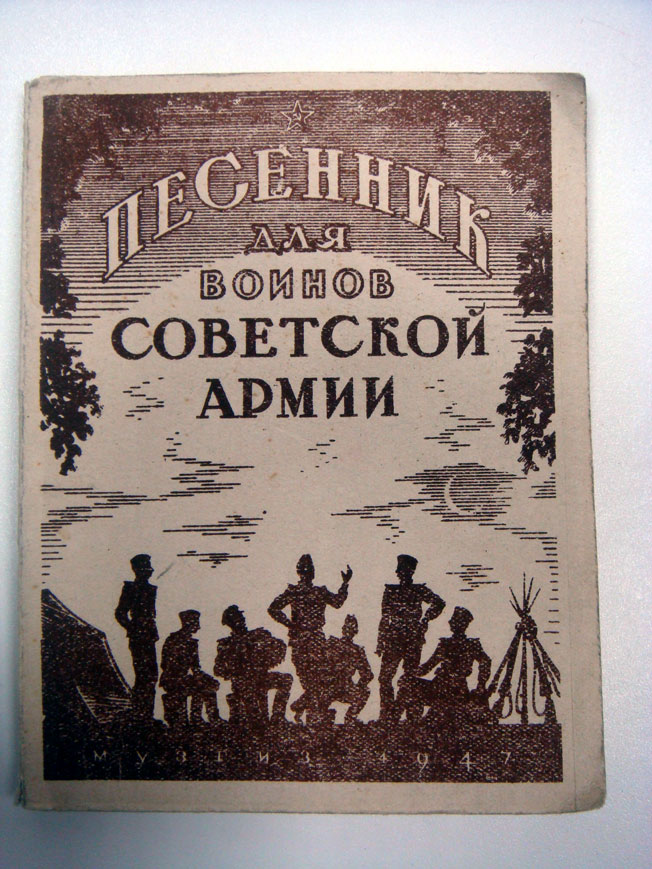 ПЕСЕННИК
ДЛЯ
ВОИНОВ
СОВЕТСКОЙ
АРМИИ
МУЗГИЗ 1947